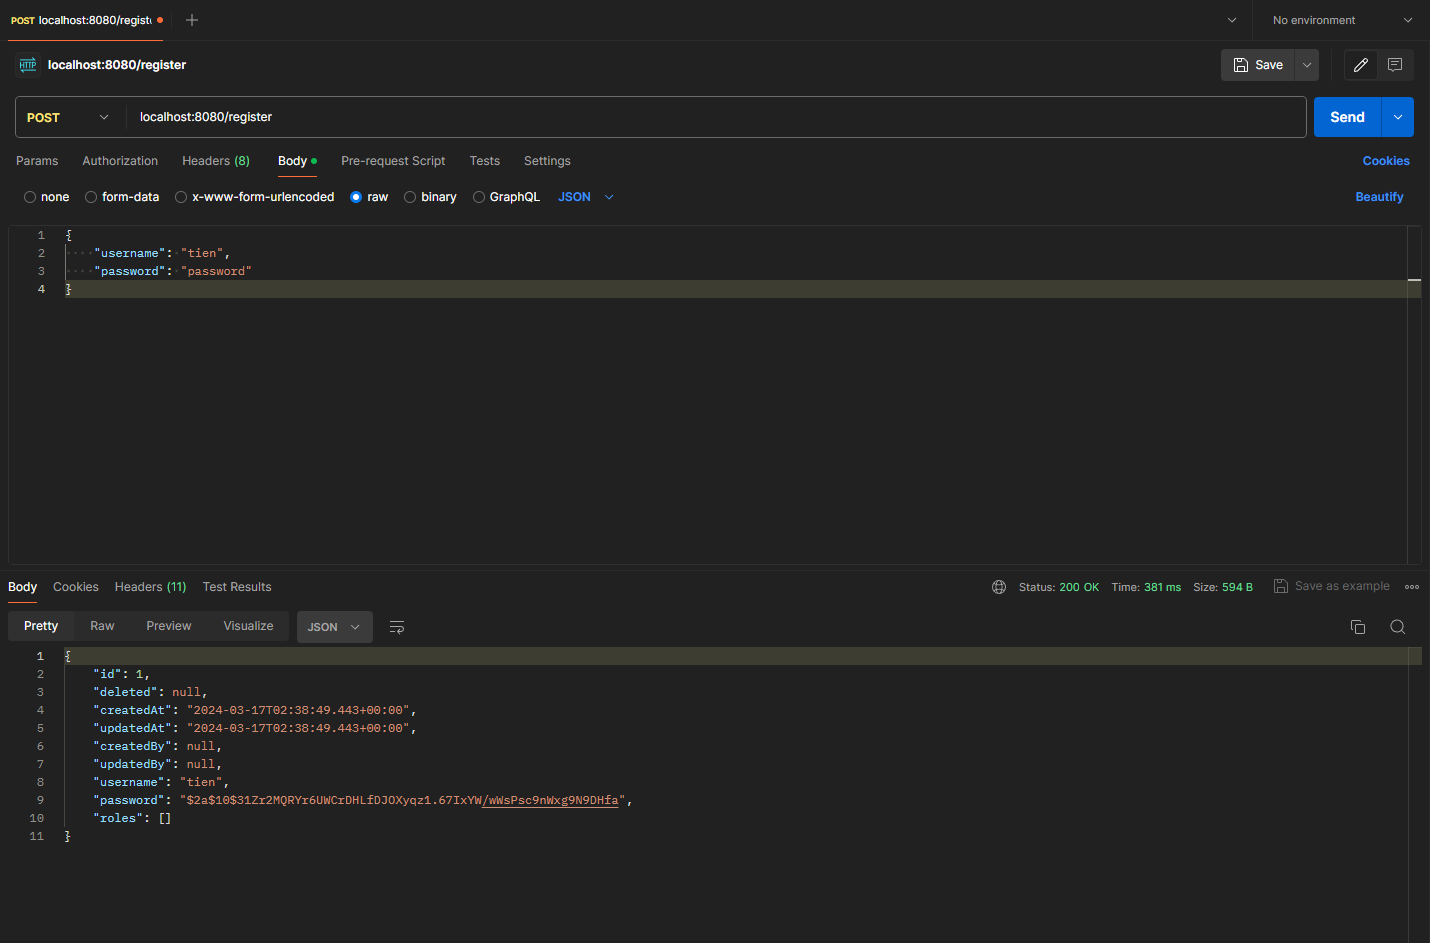 POST localhost:8080/regist
No environment
HTTP localhost:8080/register
Save
POST localhost:8080/register
Send
Params Authorization Headers (8) Body Pre-request Script Tests Settings Cookies
none form-data x-www-form-urlencoded raw binary GraphQL JSON Beautify
1 {
2 "username": "tien",
3 "password": "password"
4 }
Body Cookies Headers (11) Test Results Status: 200 OK Time: 381 ms Size: 594 B Save as example
Pretty Raw Preview Visualize JSON
1 {
2 "id": 1,
3 "deleted": null,
4 "createdAt": "2024-03-17T02:38:49.443+00:00",
5 "updatedAt": "2024-03-17T02:38:49.443+00:00",
6 "createdBy": null,
7 "updatedBy": null,
8 "username": "tien",
9 "password": "$2a$10$31Zr2MQRYr6UWCrDHLfDJOXyqz1.67IxYW/wWsPsc9nWxg9N9DHfa",
10 "roles": []
11 }